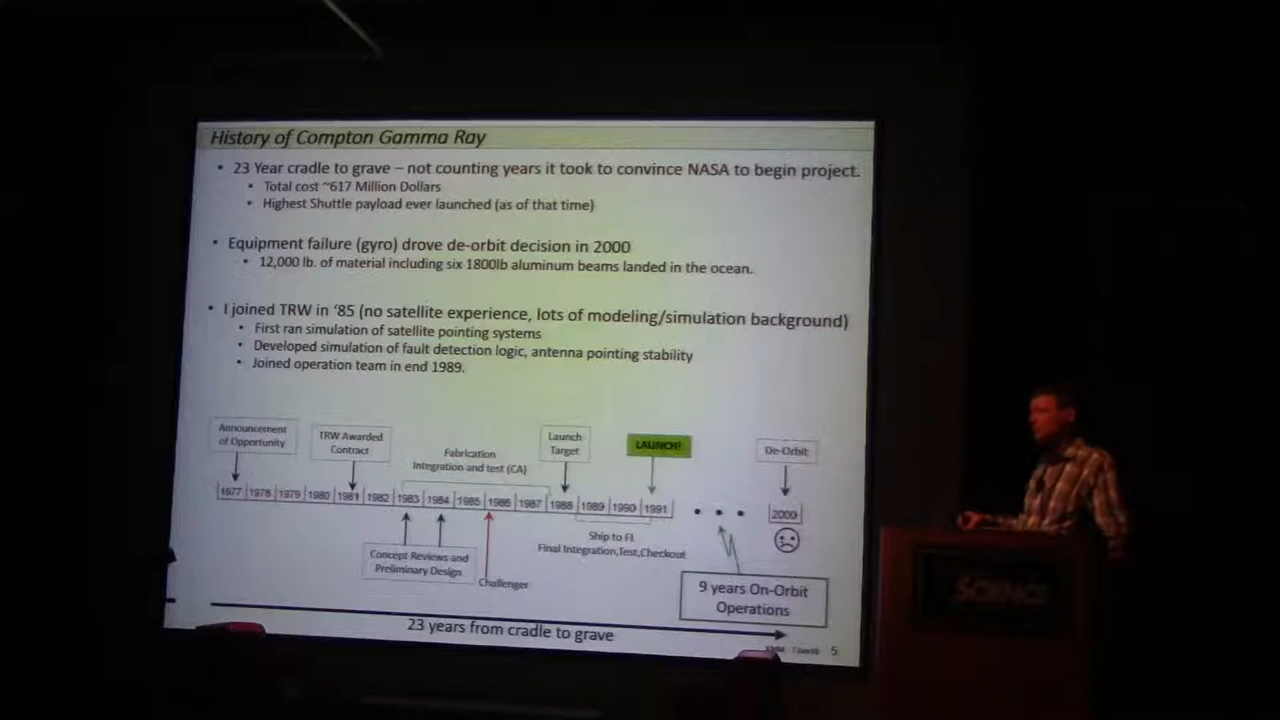 History of Compton Gamma Ray
• 23 Year cradle to grave – not counting years it took to convince NASA to begin project.
• Total cost ~617 Million Dollars
• Highest Shuttle payload ever launched (as of that time)
• Equipment failure (gyro) drove de-orbit decision in 2000
• 12,000 lb. of material including six 1800lb aluminum beams landed in the ocean.
• I joined TRW in '85 (no satellite experience, lots of modeling/simulation background)
• First ran simulation of satellite pointing systems
• Developed simulation of fault detection logic, antenna pointing stability
• Joined operation team in end 1989.
Announcement
of Opportunity
TRW Awarded
Contract
Fabrication
Integration and test (CA)
Launch
Target
LAUNCH!
De-Orbit
1977 1978 1979 1980 1981 1982 1983 1984 1985 1986 1987 1988 1989 1990 1991 • • • 2000
Concept Reviews and
Preliminary Design
Challenger
Ship to FL
Final Integration,Test,Checkout
9 years On-Orbit
Operations
23 years from cradle to grave
5
SCIENCE